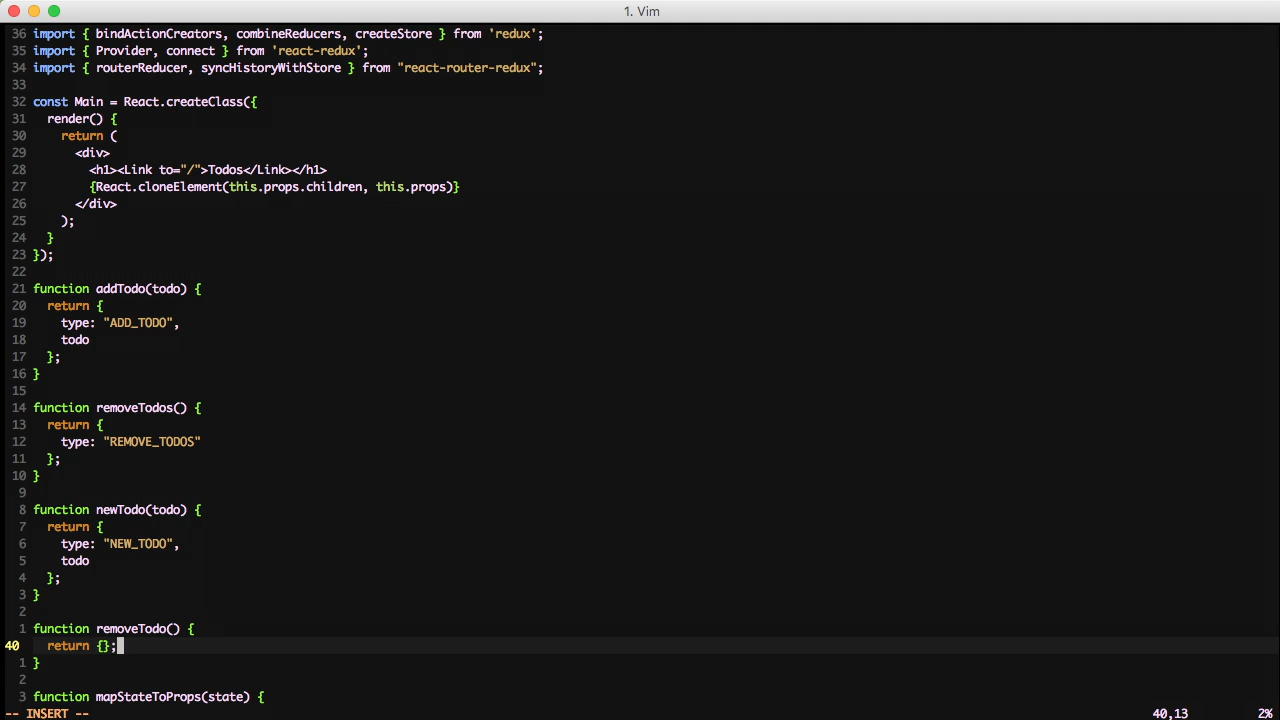 1. Vim
36 import { bindActionCreators, combineReducers, createStore } from 'redux';
35 import { Provider, connect } from 'react-redux';
34 import { routerReducer, syncHistoryWithStore } from "react-router-redux";
33
32 const Main = React.createClass({
31   render() {
30     return (
29       <div>
28         <h1><Link to="/">Todos</Link></h1>
27         {React.cloneElement(this.props.children, this.props)}
26       </div>
25     );
24   }
23 });
22
21 function addTodo(todo) {
20   return {
19     type: "ADD_TODO",
18     todo
17   };
16 }
15
14 function removeTodos() {
13   return {
12     type: "REMOVE_TODOS"
11   };
10 }
9
8 function newTodo(todo) {
7   return {
6     type: "NEW_TODO",
5     todo
4   };
3 }
2
1 function removeTodo() {
40   return {};
1 }
2
3 function mapStateToProps(state) {
-- INSERT -- 40,13 2%